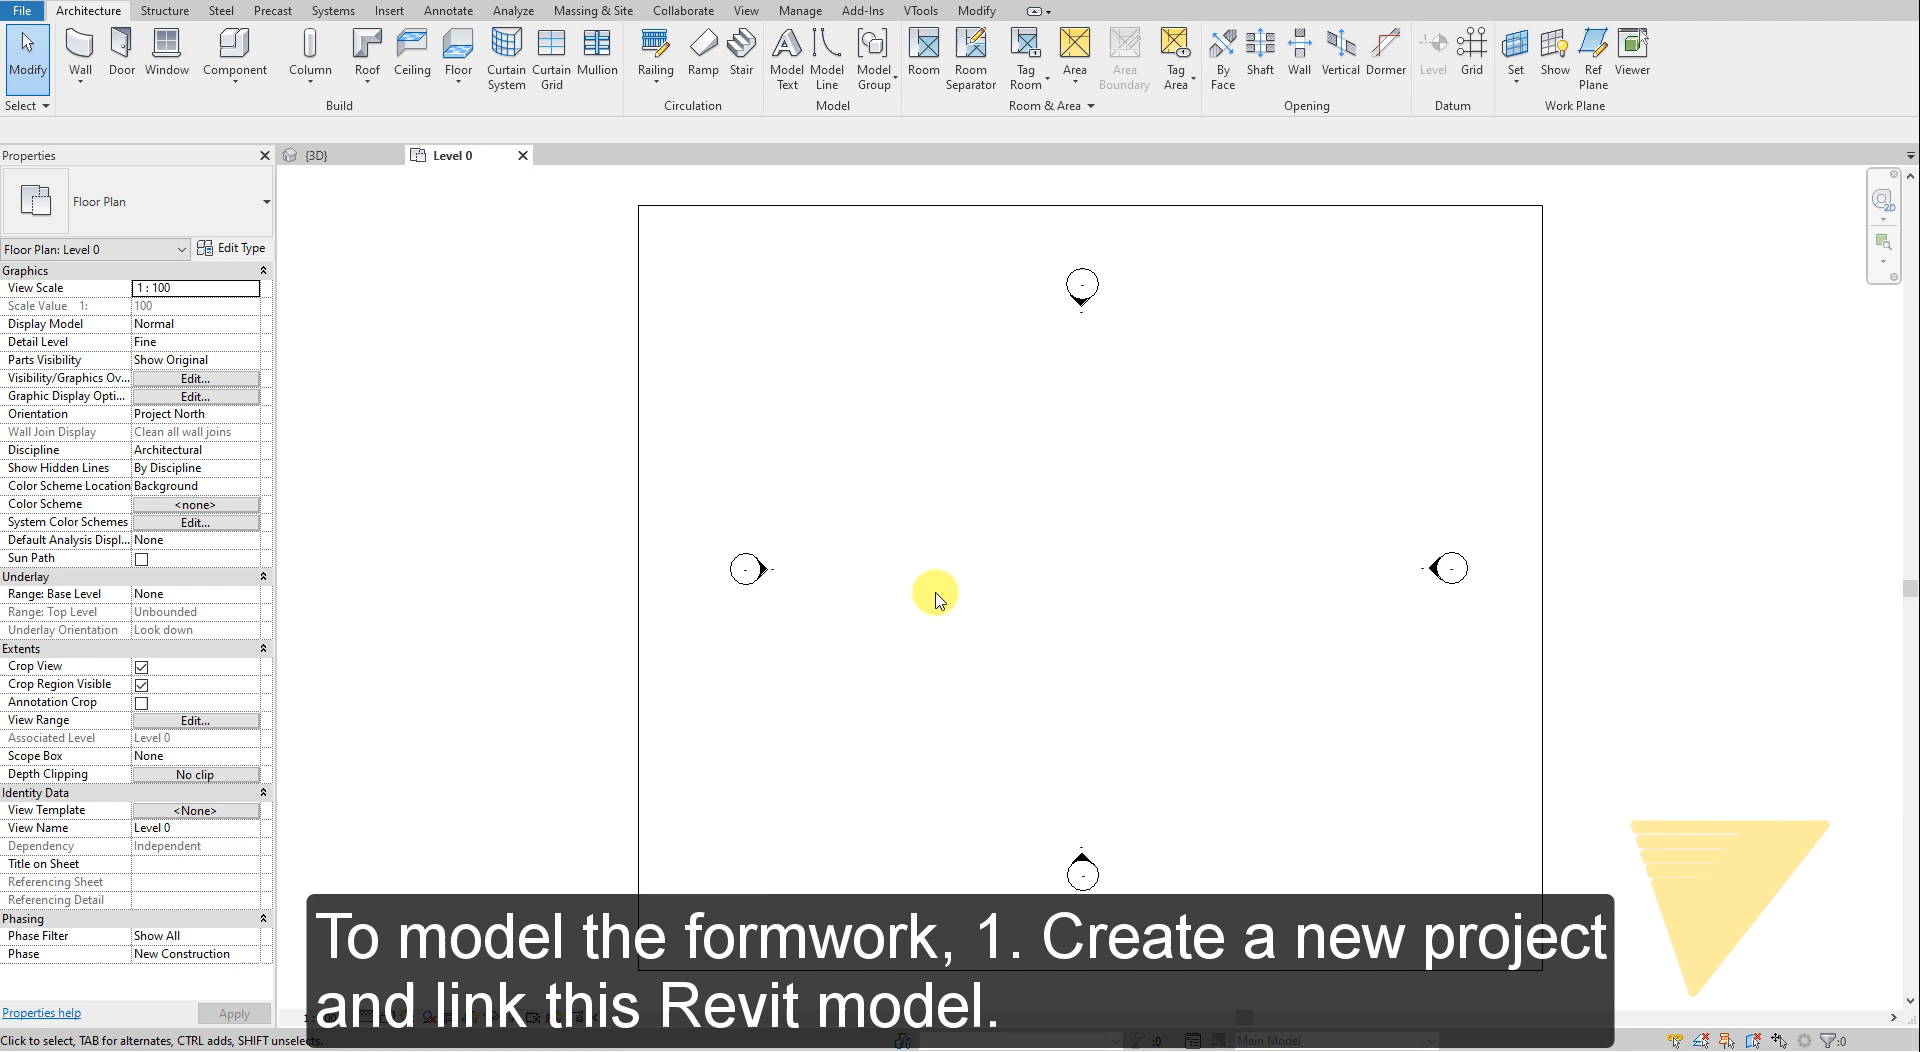 File Architecture Structure Steel Precast Systems Insert Annotate Analyze Massing & Site Collaborate View Manage Add-Ins VTools Modify
Modify Wall Door Window Component Column Roof Ceiling Floor Curtain System Curtain Grid Mullion Railing Ramp Stair Model Text Model Line Model Group Room Room Separator Tag Room Area Area Boundary Tag Area By Face Shaft Wall Vertical Dormer Level Grid Set Show Ref Plane Viewer
Select Build Circulation Model Room & Area Opening Datum Work Plane
Properties {3D} Level 0
Floor Plan
Floor Plan: Level 0 Edit Type
Graphics
View Scale 1 : 100
Scale Value 1: 100
Display Model Normal
Detail Level Fine
Parts Visibility Show Original
Visibility/Graphics Ov... Edit...
Graphic Display Opti... Edit...
Orientation Project North
Wall Join Display Clean all wall joins
Discipline Architectural
Show Hidden Lines By Discipline
Color Scheme Location Background
Color Scheme <none>
System Color Schemes Edit...
Default Analysis Displ... None
Sun Path
Underlay
Range: Base Level None
Range: Top Level Unbounded
Underlay Orientation Look down
Extents
Crop View
Crop Region Visible
Annotation Crop
View Range Edit...
Associated Level Level 0
Scope Box None
Depth Clipping No clip
Identity Data
View Template <None>
View Name Level 0
Dependency Independent
Title on Sheet
Referencing Sheet
Referencing Detail
Phasing
Phase Filter Show All
Phase New Construction
Properties help Apply
To model the formwork, 1. Create a new project
and link this Revit model.
Click to select, TAB for alternates, CTRL adds, SHIFT unselects. :0 Main Model :0
2D